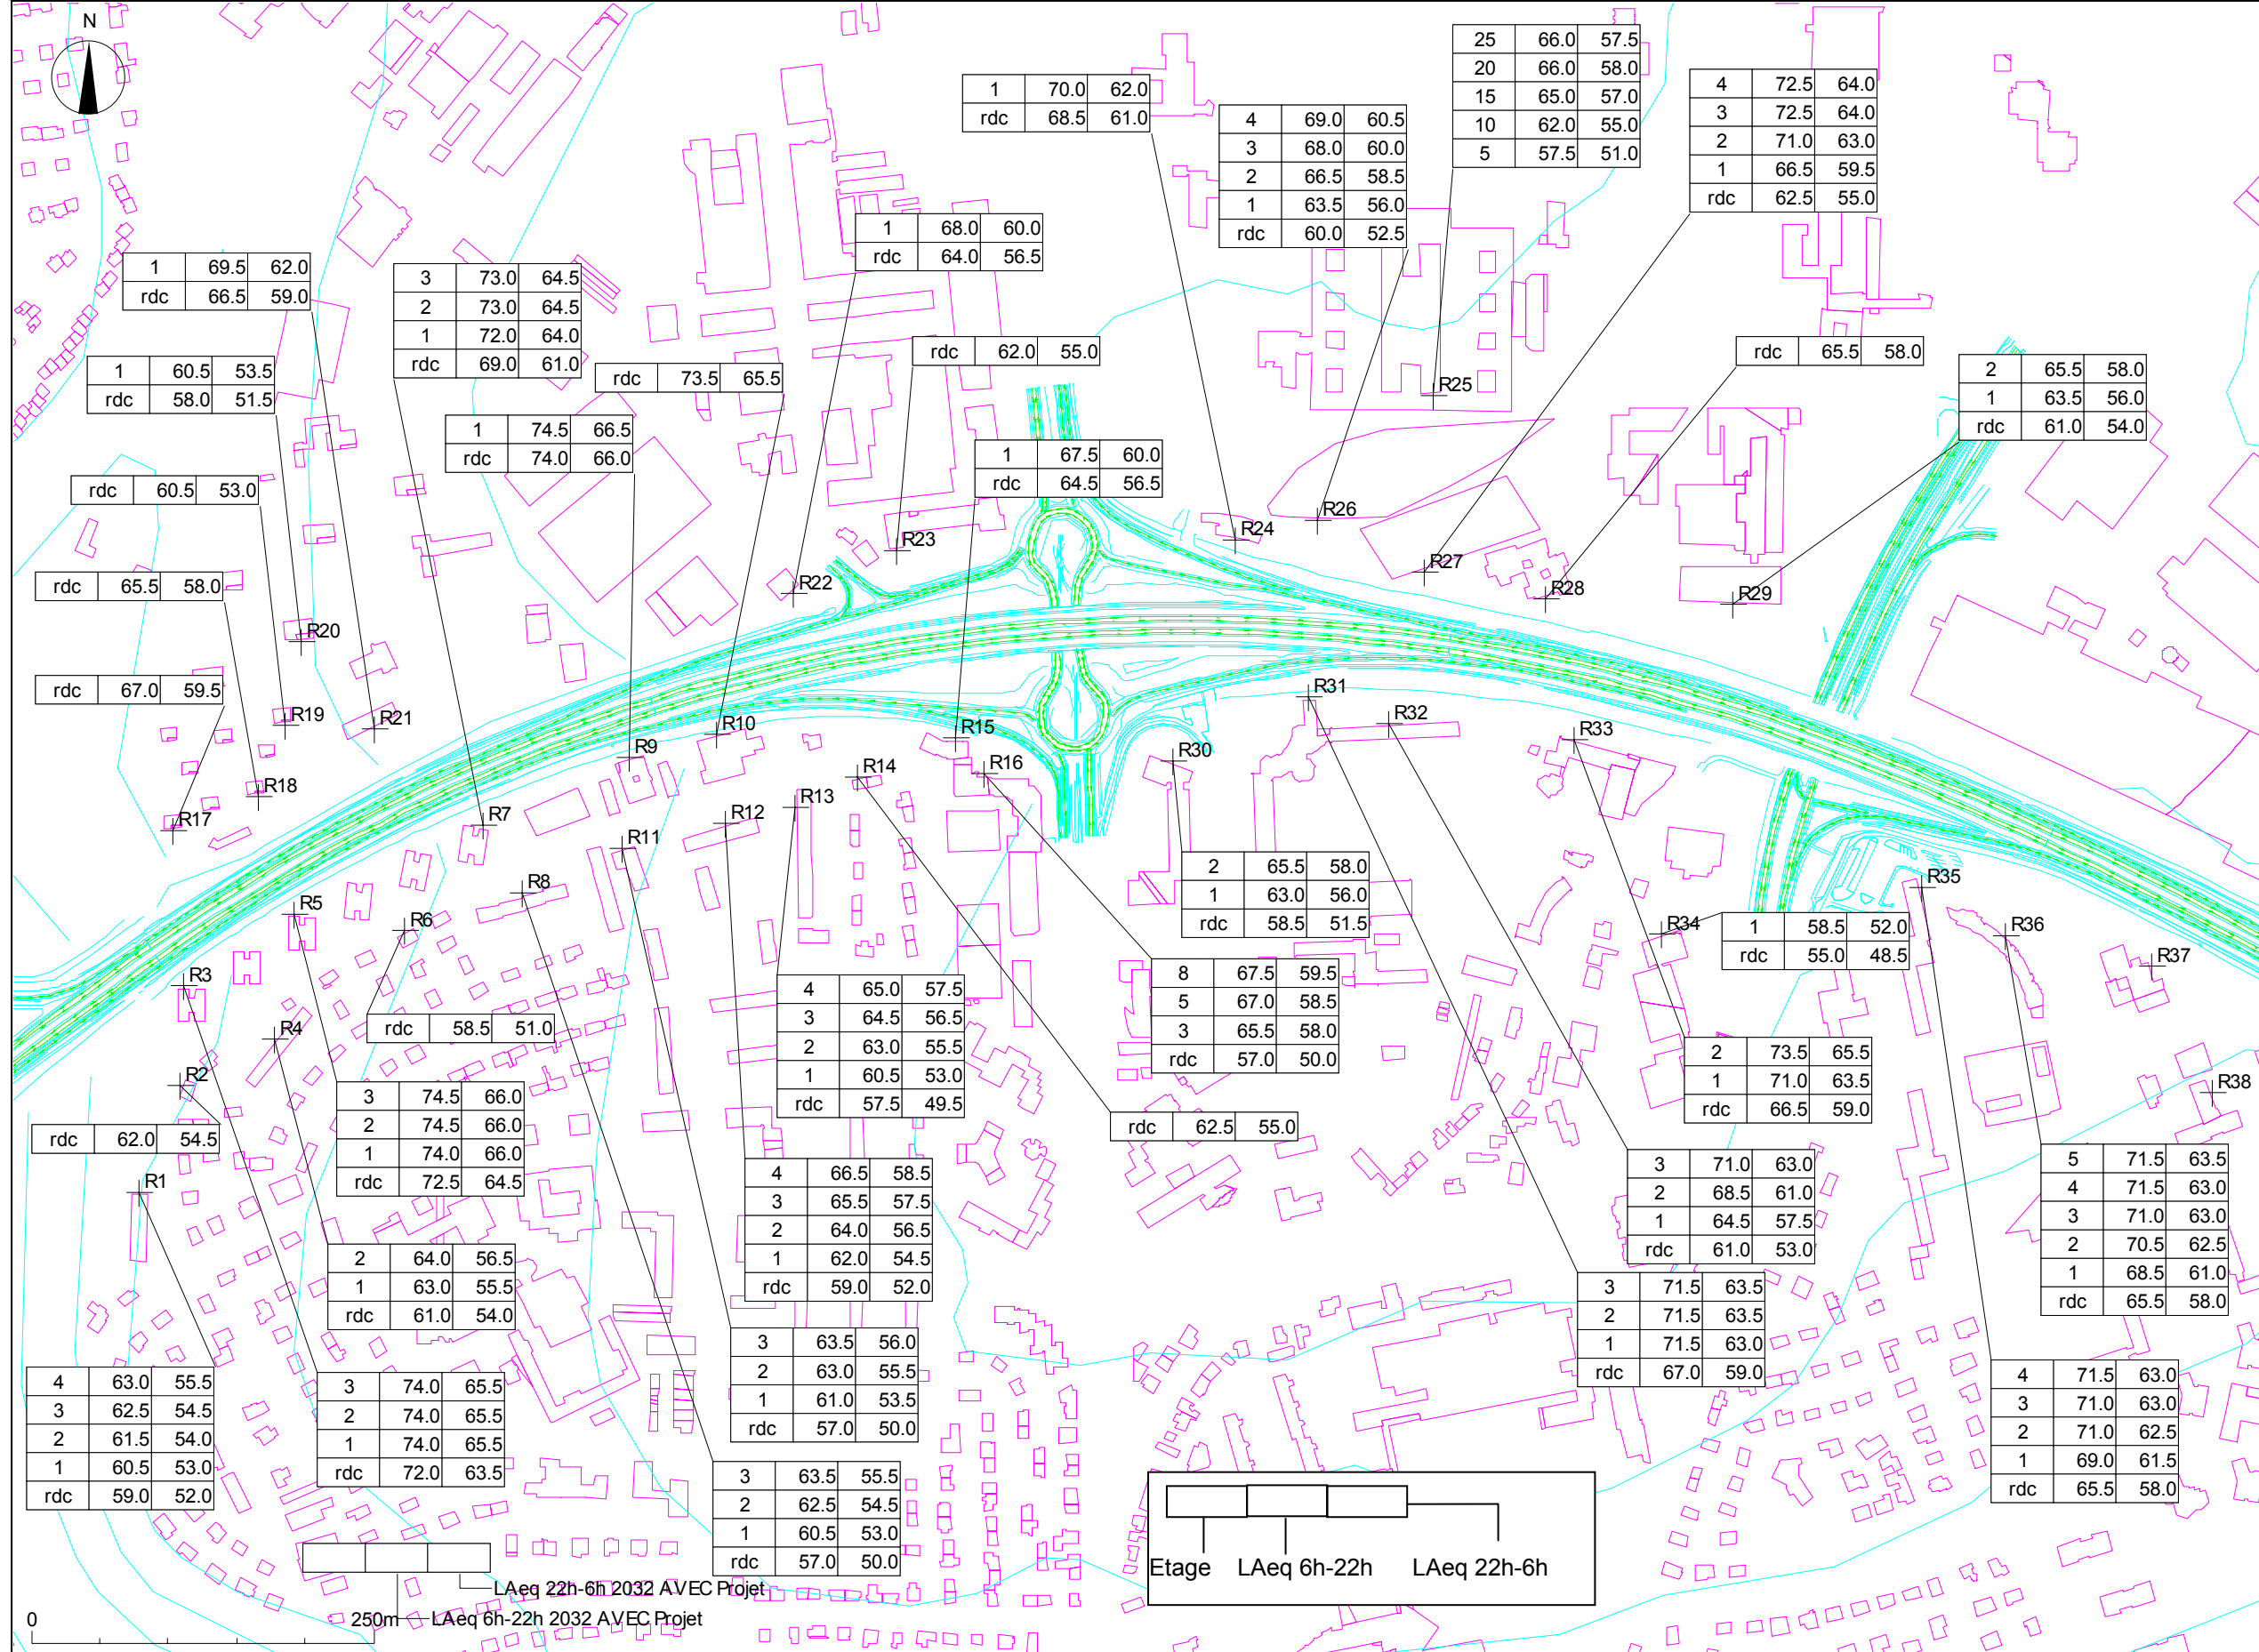 N
25 66.0 57.5
20 66.0 58.0
15 65.0 57.0
10 62.0 55.0
5 57.5 51.0
4 72.5 64.0
3 72.5 64.0
2 71.0 63.0
1 66.5 59.5
rdc 62.5 55.0
1 70.0 62.0
rdc 68.5 61.0
4 69.0 60.5
3 68.0 60.0
2 66.5 58.5
1 63.5 56.0
rdc 60.0 52.5
1 68.0 60.0
rdc 64.0 56.5
1 69.5 62.0
rdc 66.5 59.0
3 73.0 64.5
2 73.0 64.5
1 72.0 64.0
rdc 69.0 61.0
rdc 62.0 55.0
rdc 65.5 58.0
1 60.5 53.5
rdc 58.0 51.5
rdc 73.5 65.5
2 65.5 58.0
1 63.5 56.0
rdc 61.0 54.0
R25
1 74.5 66.5
rdc 74.0 66.0
1 67.5 60.0
rdc 64.5 56.5
rdc 60.5 53.0
R26
R24
R23
R27
rdc 65.5 58.0
R22
R28
R29
R20
rdc 67.0 59.5
R31
R19
R21
R10
R15
R32
R33
R9
R30
R14
R16
R18
R17
R7
R12
R13
R11
2 65.5 58.0
1 63.0 56.0
rdc 58.5 51.5
R8
R35
R5
R6
R34
1 58.5 52.0
rdc 55.0 48.5
R36
R37
R3
8 67.5 59.5
5 67.0 58.5
3 65.5 58.0
rdc 57.0 50.0
4 65.0 57.5
3 64.5 56.5
2 63.0 55.5
1 60.5 53.0
rdc 57.5 49.5
R4
rdc 58.5 51.0
2 73.5 65.5
1 71.0 63.5
rdc 66.5 59.0
R2
R38
3 74.5 66.0
2 74.5 66.0
1 74.0 66.0
rdc 72.5 64.5
rdc 62.5 55.0
rdc 62.0 54.5
R1
4 66.5 58.5
3 65.5 57.5
2 64.0 56.5
1 62.0 54.5
rdc 59.0 52.0
3 71.0 63.0
2 68.5 61.0
1 64.5 57.5
rdc 61.0 53.0
5 71.5 63.5
4 71.5 63.0
3 71.0 63.0
2 70.5 62.5
1 68.5 61.0
rdc 65.5 58.0
2 64.0 56.5
1 63.0 55.5
rdc 61.0 54.0
3 71.5 63.5
2 71.5 63.5
1 71.5 63.0
rdc 67.0 59.0
3 63.5 56.0
2 63.0 55.5
1 61.0 53.5
rdc 57.0 50.0
4 63.0 55.5
3 62.5 54.5
2 61.5 54.0
1 60.5 53.0
rdc 59.0 52.0
3 74.0 65.5
2 74.0 65.5
1 74.0 65.5
rdc 72.0 63.5
4 71.5 63.0
3 71.0 63.0
2 71.0 62.5
1 69.0 61.5
rdc 65.5 58.0
3 63.5 55.5
2 62.5 54.5
1 60.5 53.0
rdc 57.0 50.0
Etage LAeq 6h-22h LAeq 22h-6h
LAeq 22h-6h 2032 AVEC Projet
0 250m LAeq 6h-22h 2032 AVEC Projet